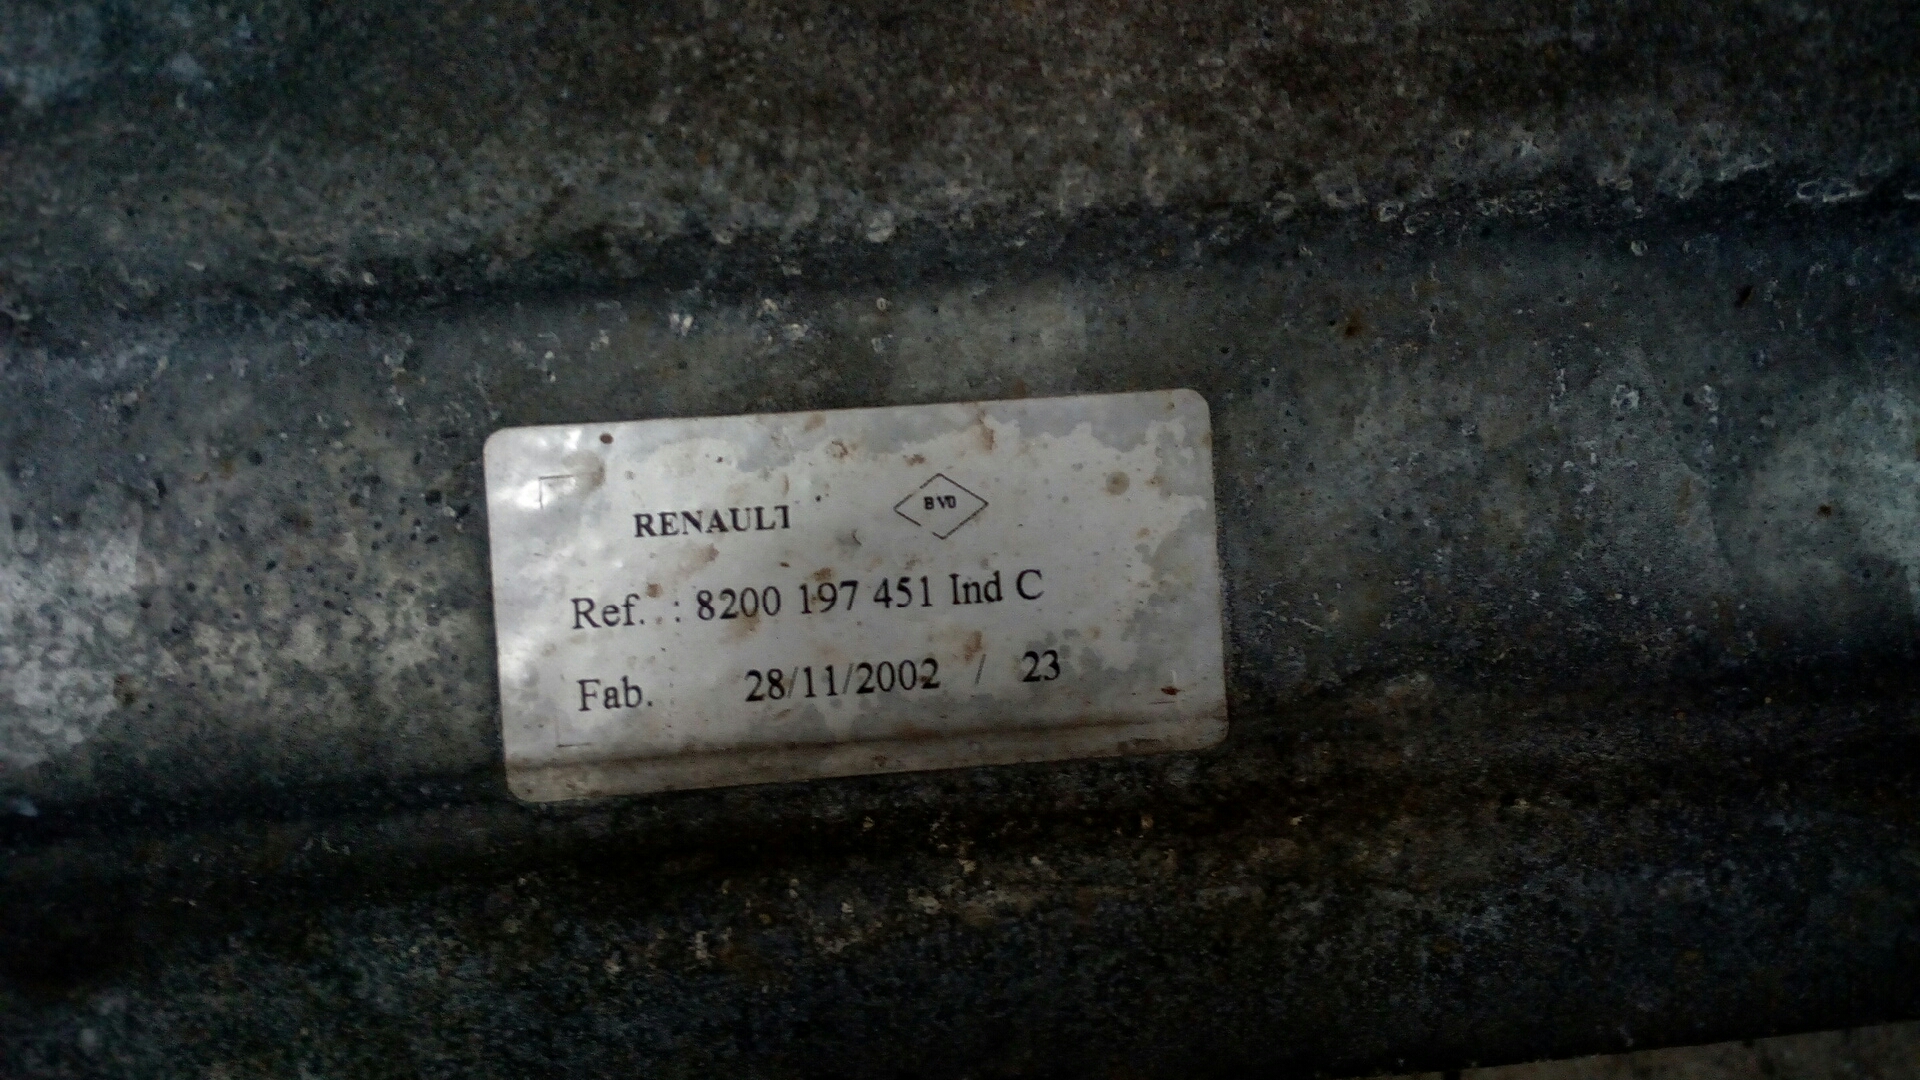 RENAULT
BVD
Ref. : 8200 197 451 Ind C
Fab. : 28/11/2002 / 23